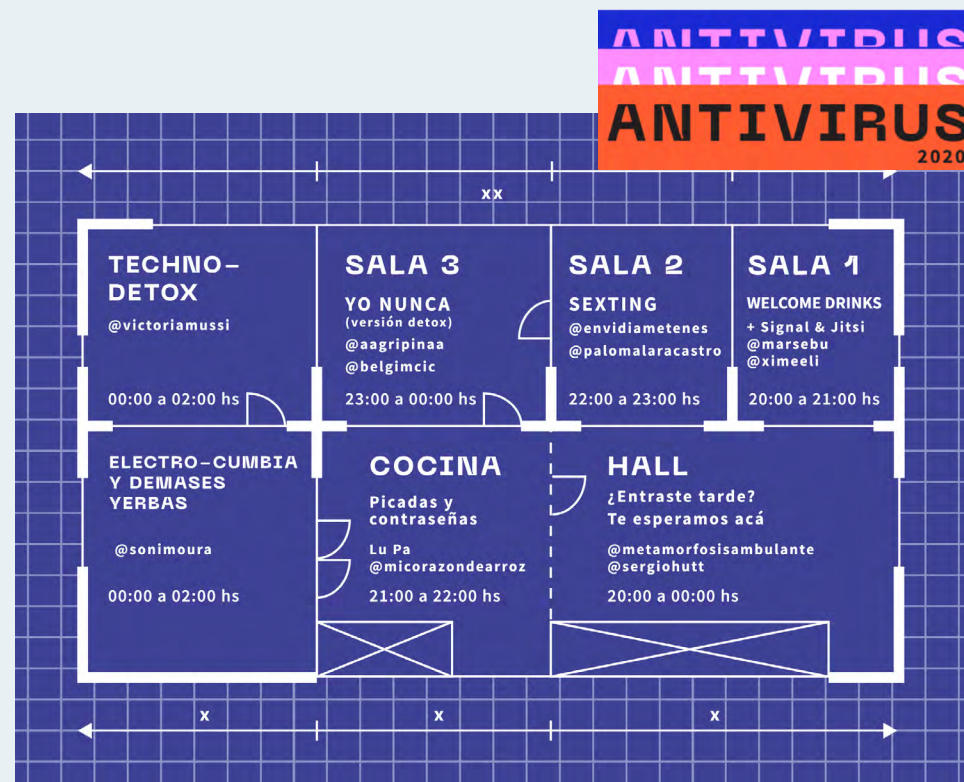 ANTIVIRUS
ANTIVIRUS
ANTIVIRUS
2020
xx
TECHNO-
DETOX
@victoriamussi
00:00 a 02:00 hs
SALA 3
YO NUNCA
(versión detox)
@aagripinaa
@belgimcic
23:00 a 00:00 hs
SALA 2
SEXTING
@envidiametenes
@palomalaracastro
22:00 a 23:00 hs
SALA 1
WELCOME DRINKS
+ Signal & Jitsi
@marsebu
@ximeeli
20:00 a 21:00 hs
ELECTRO-CUMBIA
Y DEMASES
YERBAS
@sonimoura
00:00 a 02:00 hs
COCINA
Picadas y
contraseñas
Lu Pa
@micorazondearroz
21:00 a 22:00 hs
HALL
¿Entraste tarde?
Te esperamos acá
@metamorfosisambulante
@sergiohutt
20:00 a 00:00 hs
x
x
x